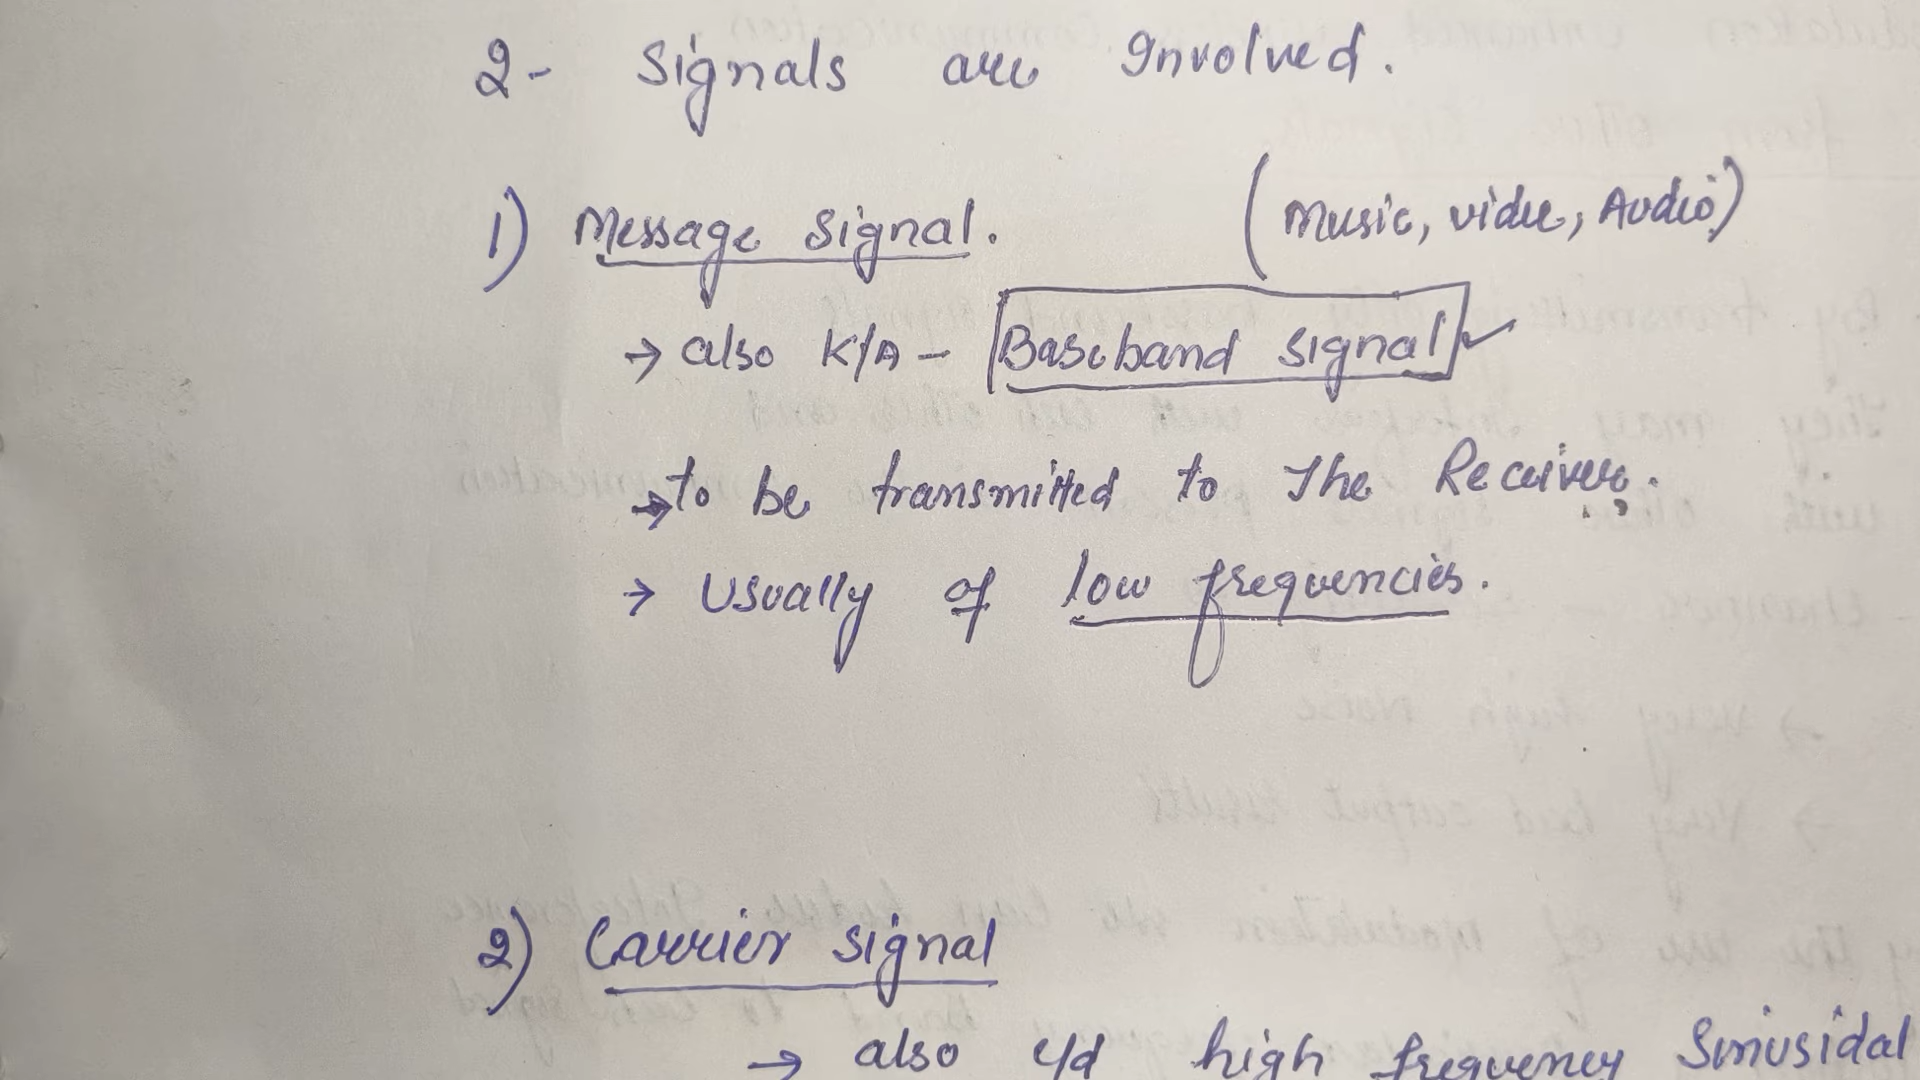 2- Signals are Involved.
1) Message Signal. (Music, video, Audio)
→ also K/A - Baseband Signal ✓
→ to be transmitted to The Receiver.
→ Usually of low frequencies.
2) Carrier Signal
→ also c/d high frequency Sinusidal